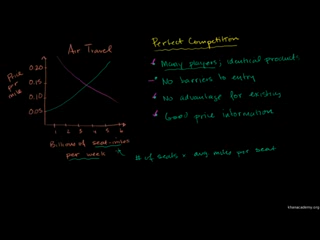 Perfect Competition
Air Travel
Many players; identical products
No barriers to entry
No advantage for existing
Good price information
Price per mile
0.20
0.15
0.10
0.05
1 2 3 4 5 6
Billions of seat-miles
per week
# of seats × avg miles per seat
khanacademy.org